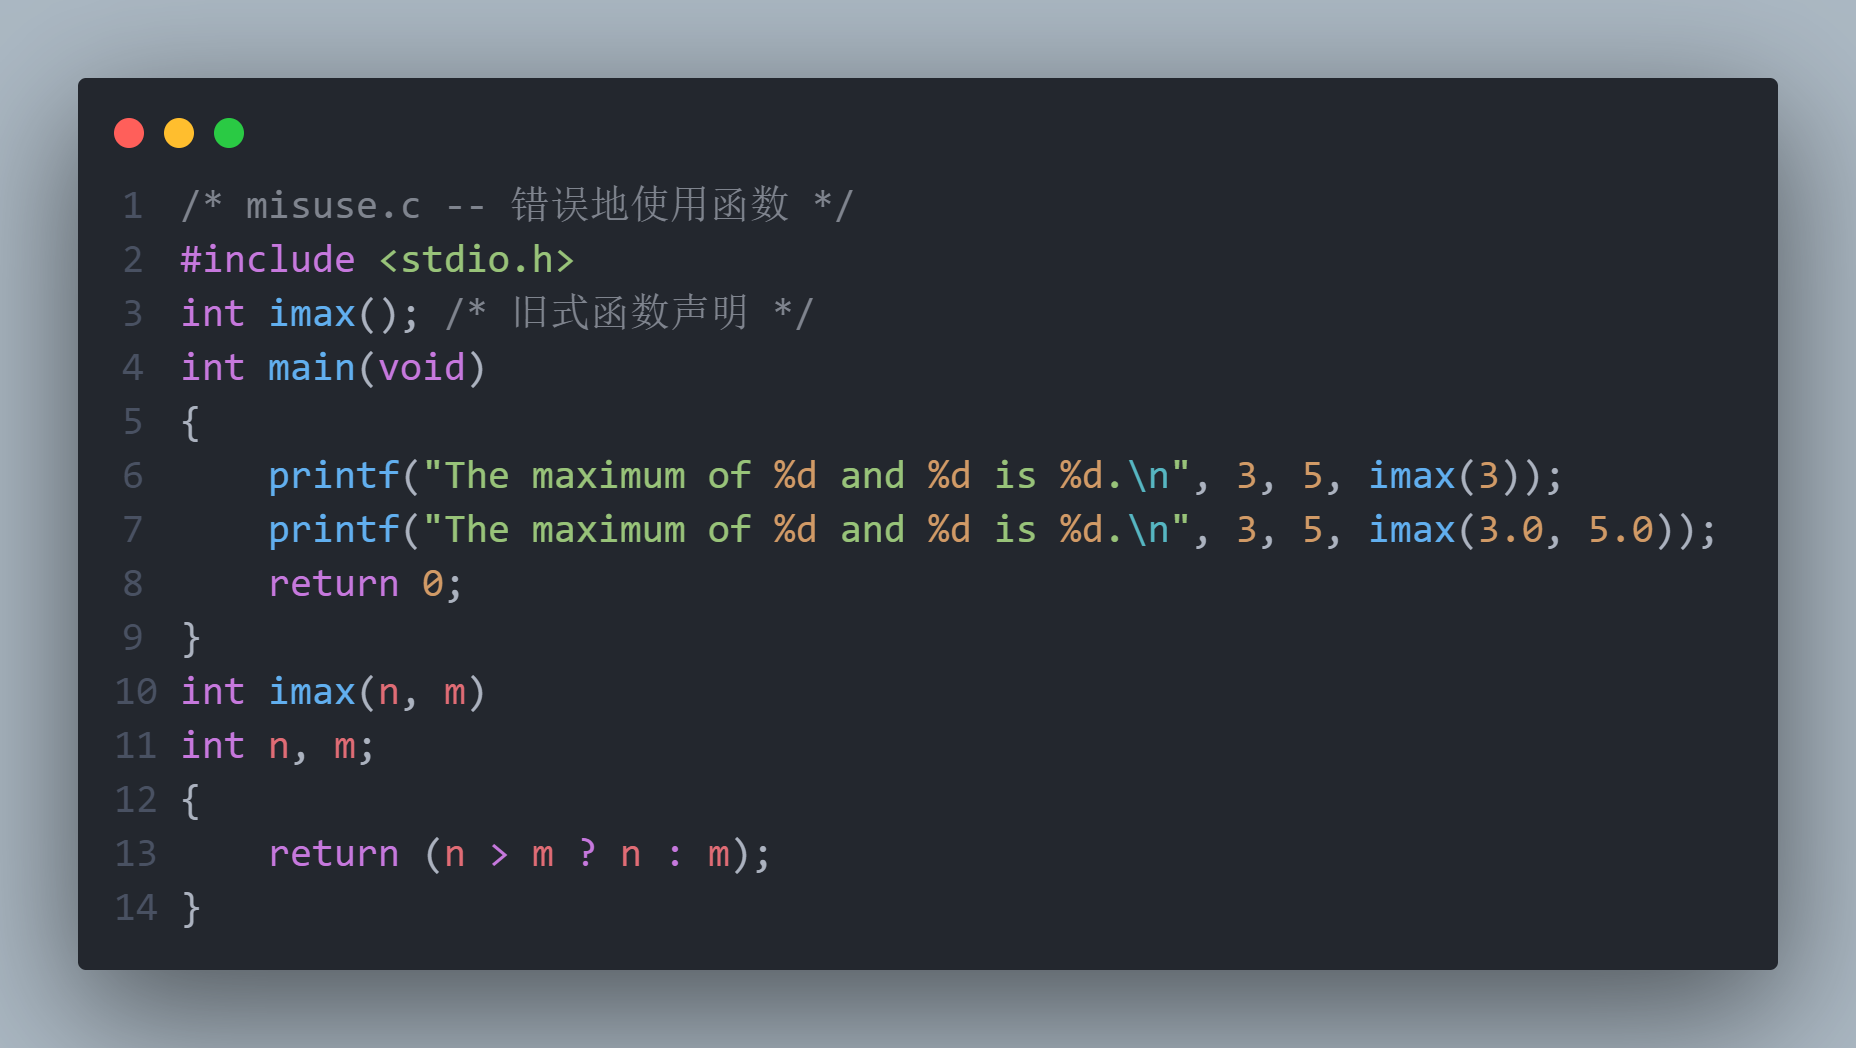 1 /* misuse.c -- 错误地使用函数 */
2 #include <stdio.h>
3 int imax(); /* 旧式函数声明 */
4 int main(void)
5 {
6     printf("The maximum of %d and %d is %d.\n", 3, 5, imax(3));
7     printf("The maximum of %d and %d is %d.\n", 3, 5, imax(3.0, 5.0));
8     return 0;
9 }
10 int imax(n, m)
11 int n, m;
12 {
13     return (n > m ? n : m);
14 }